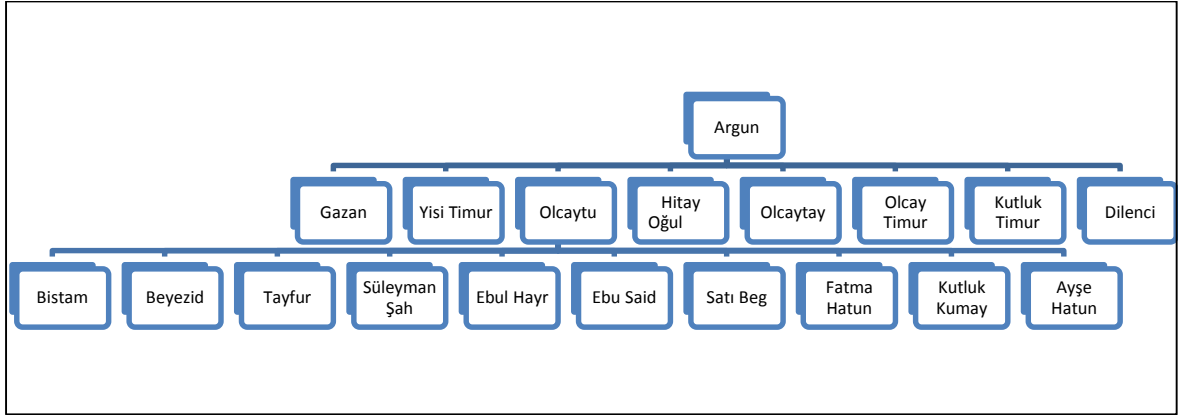 Argun
Gazan
Yisi Timur
Olcaytu
Hitay
Oğul
Olcaytay
Olcay
Timur
Kutluk
Timur
Dilenci
Bistam
Beyezid
Tayfur
Süleyman
Şah
Ebul Hayr
Ebu Said
Satı Beg
Fatma
Hatun
Kutluk
Kumay
Ayşe
Hatun